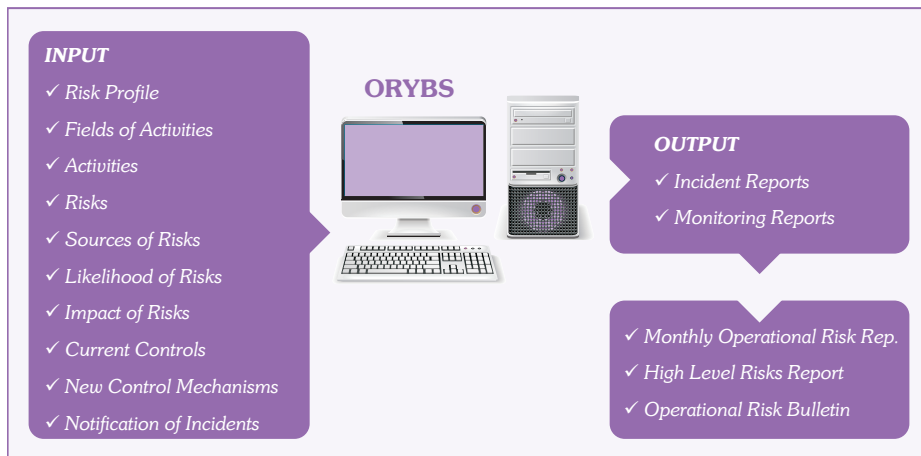 INPUT
✓ Risk Profile
✓ Fields of Activities
✓ Activities
✓ Risks
✓ Sources of Risks
✓ Likelihood of Risks
✓ Impact of Risks
✓ Current Controls
✓ New Control Mechanisms
✓ Notification of Incidents
ORYBS
OUTPUT
✓ Incident Reports
✓ Monitoring Reports
✓ Monthly Operational Risk Rep.
✓ High Level Risks Report
✓ Operational Risk Bulletin